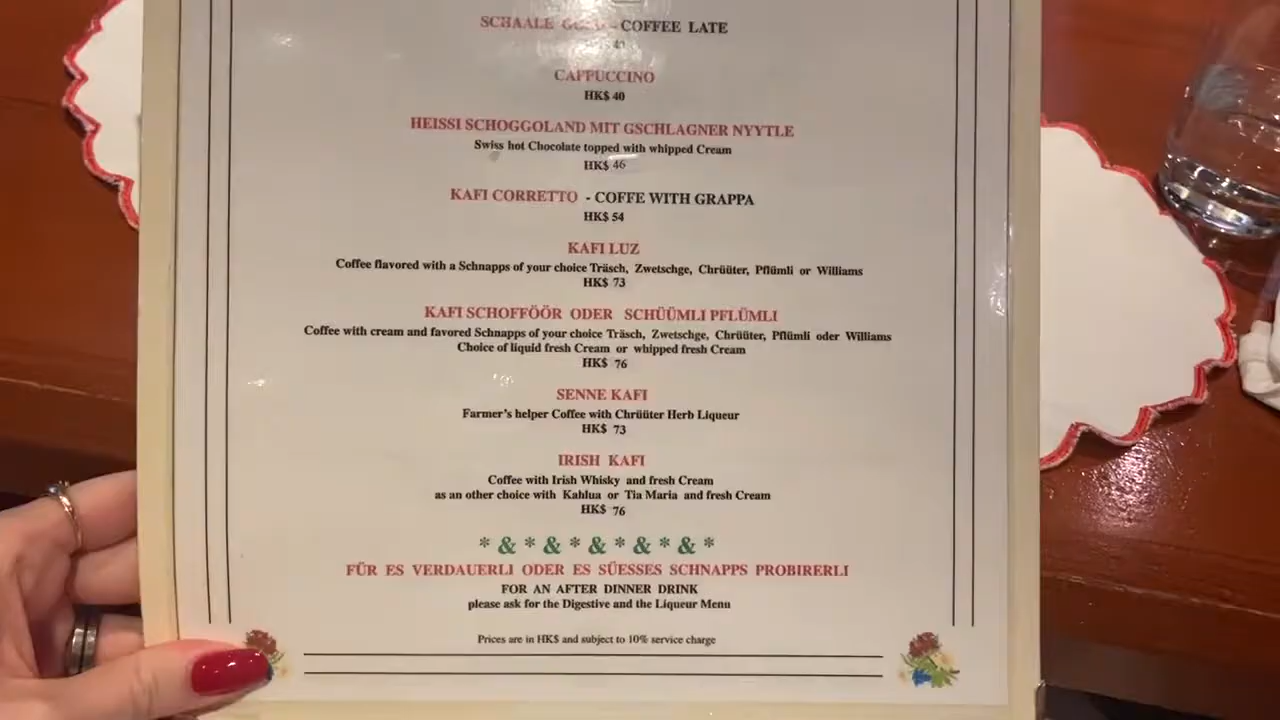 SCHAALE - COFFEE LATE
CAPPUCCINO
HK$ 40
HEISSI SCHOGGOLAND MIT GSCHLAGNER NYYTLE
Swiss hot Chocolate topped with whipped Cream
HK$ 46
KAFI CORRETTO - COFFE WITH GRAPPA
HK$ 54
KAFI LUZ
Coffee flavored with a Schnapps of your choice Träsch, Zwetschge, Chrüüter, Pflümli or Williams
HK$ 73
KAFI SCHOFFÖÖR ODER SCHÜÜMLI PFLÜMLI
Coffee with cream and favored Schnapps of your choice Träsch, Zwetschge, Chrüüter, Pflümli oder Williams
Choice of liquid fresh Cream or whipped fresh Cream
HK$ 76
SENNE KAFI
Farmer's helper Coffee with Chrüüter Herb Liqueur
HK$ 73
IRISH KAFI
Coffee with Irish Whisky and fresh Cream
as an other choice with Kahlua or Tia Maria and fresh Cream
HK$ 76
* & * & * & * & * & *
FÜR ES VERDAUERLI ODER ES SÜESSES SCHNAPPS PROBIRERLI
FOR AN AFTER DINNER DRINK
please ask for the Digestive and the Liqueur Menu
Prices are in HK$ and subject to 10% service charge